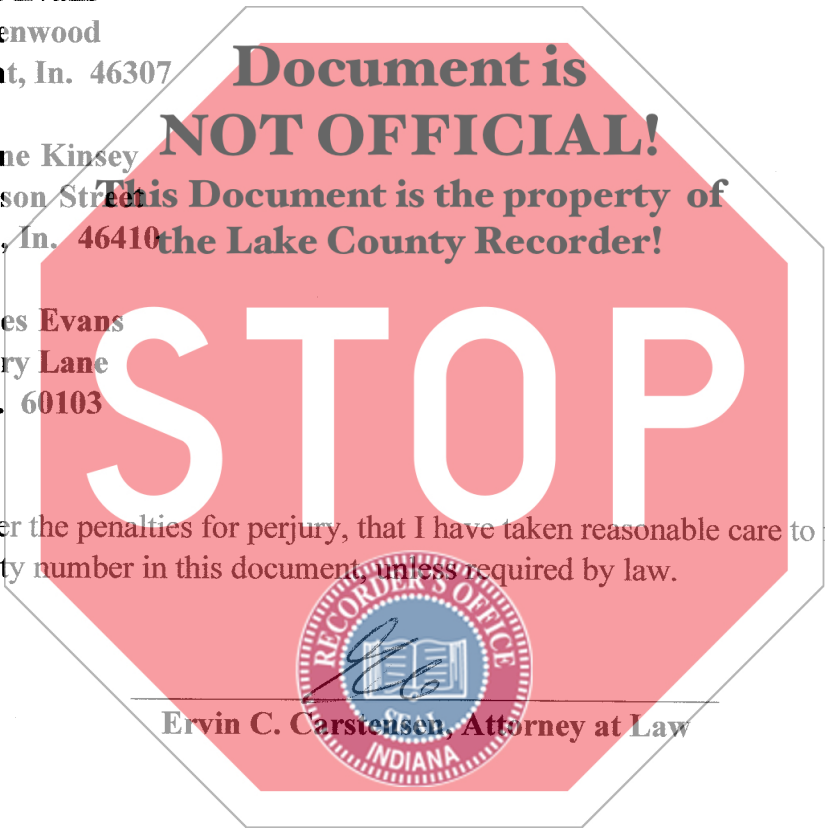 enwood
nt, In. 46307
Document is
NOT OFFICIAL!
ne Kinsey
This Document is the property of
son Street
the Lake County Recorder!
, In. 46410
es Evans
ry Lane
. 60103
STOP
er the penalties for perjury, that I have taken reasonable care to
ty number in this document, unless required by law.
RECORDER'S OFFICE
SEAL
INDIANA
Ervin C. Carstensen, Attorney at Law